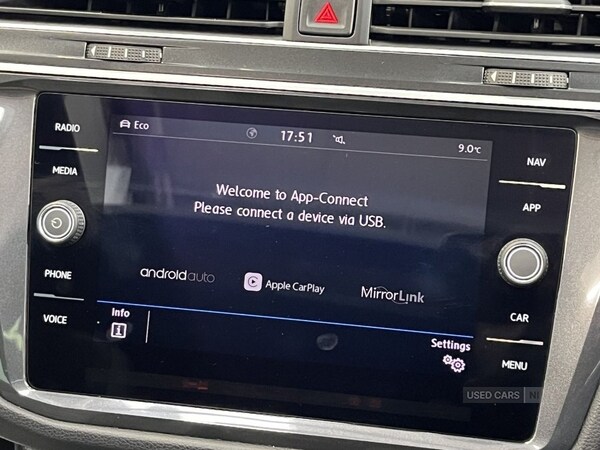 RADIO
MEDIA
PHONE
VOICE
Eco
17:51
9.0°C
Welcome to App-Connect
Please connect a device via USB.
androidauto
Apple CarPlay
MirrorLink
Info
i
Settings
NAV
APP
CAR
MENU
USED CARS NI